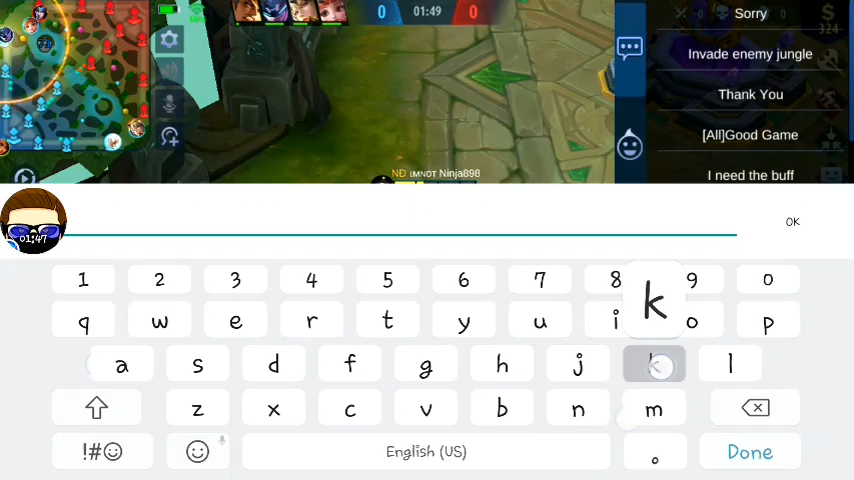 0 01:49 0
324
Sorry
Invade enemy jungle
Thank You
[All]Good Game
I need the buff
ND IMNOT Ninja898
01:47
OK
1 2 3 4 5 6 7 8 9 0
k
q w e r t y u i o p
a s d f g h j k l
z x c v b n m
!#☺ English (US) . Done